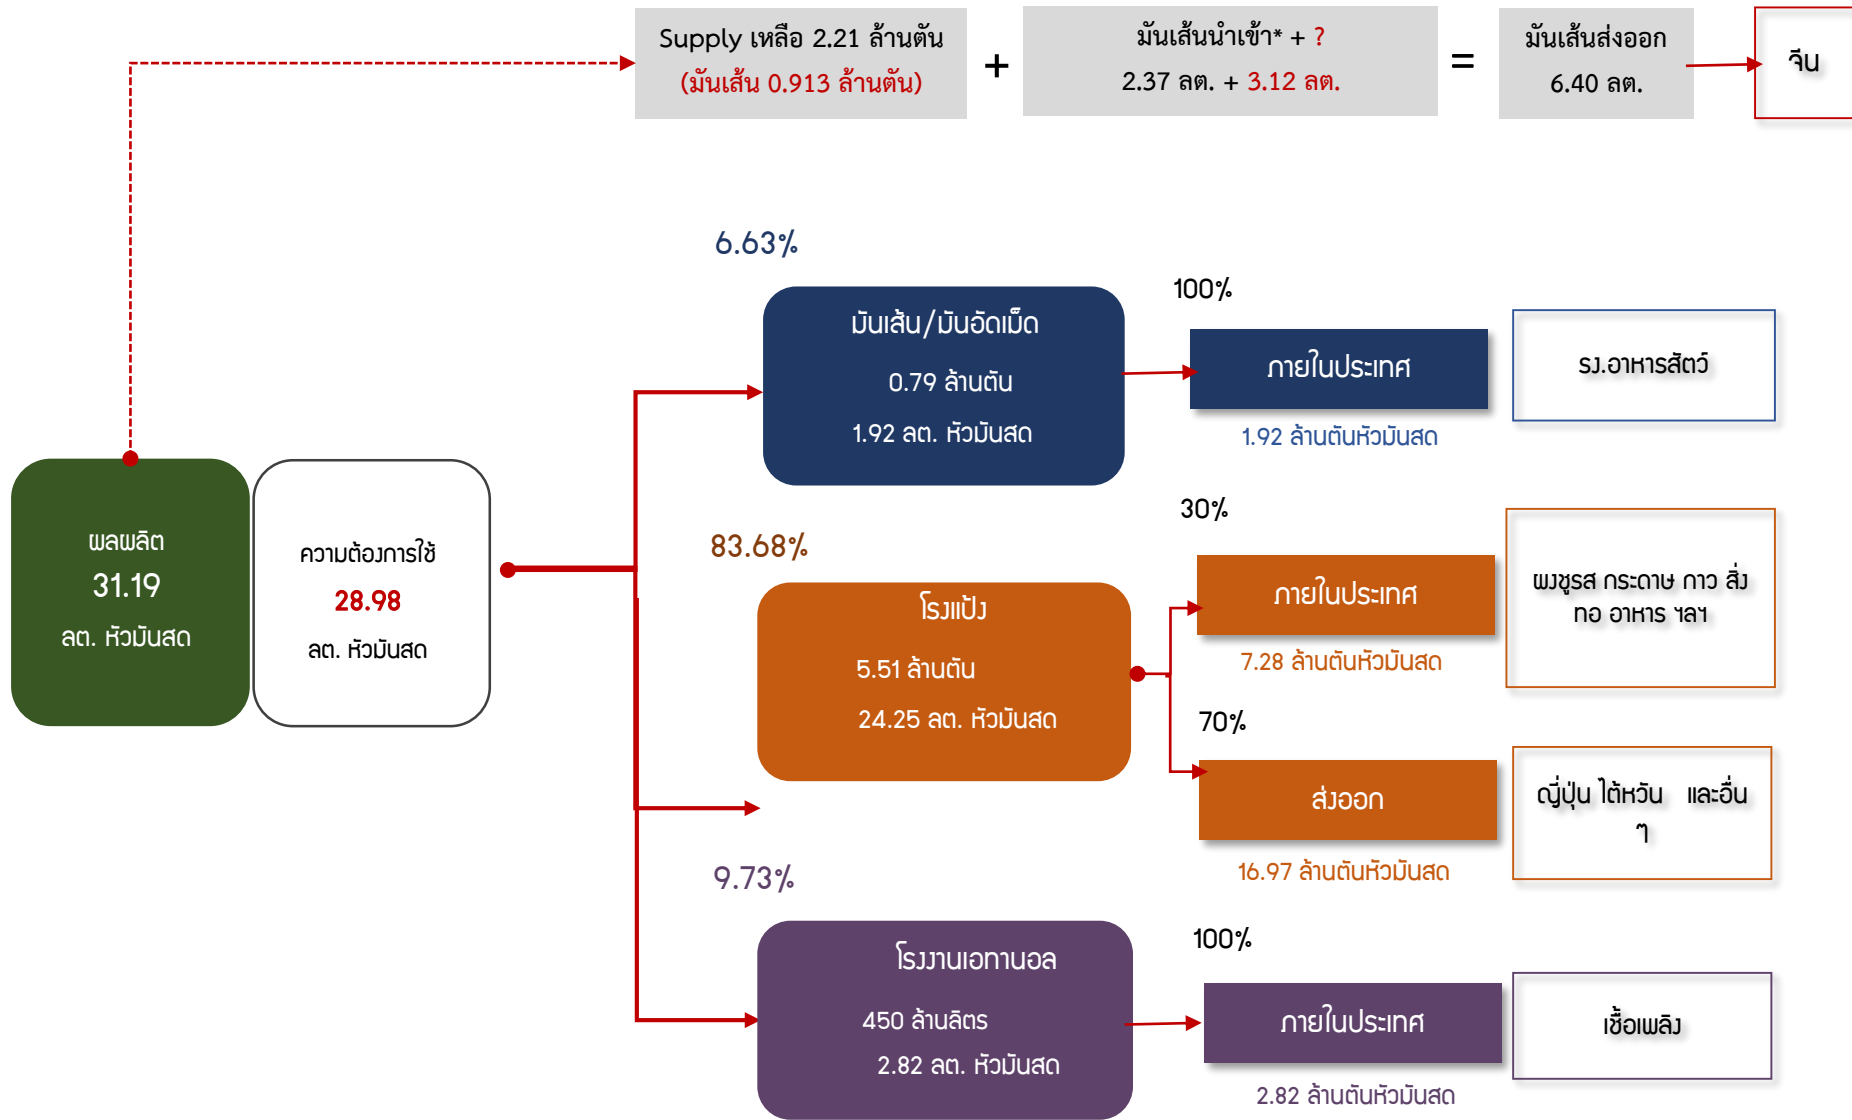 Supply เหลือ 2.21 ล้านตัน
(มันเส้น 0.913 ล้านตัน)
+
มันเส้นนำเข้า* + ?
2.37 ลต. + 3.12 ลต.
=
มันเส้นส่งออก
6.40 ลต.
จีน
6.63%
มันเส้น/มันอัดเม็ด
0.79 ล้านตัน
1.92 ลต. หัวมันสด
100%
ภายในประเทศ
1.92 ล้านตันหัวมันสด
รง.อาหารสัตว์
ผลผลิต
31.19
ลต. หัวมันสด
ความต้องการใช้
28.98
ลต. หัวมันสด
83.68%
โรงแป้ง
5.51 ล้านตัน
24.25 ลต. หัวมันสด
30%
ภายในประเทศ
7.28 ล้านตันหัวมันสด
ผงชูรส กระดาษ กาว สิ่ง
ทอ อาหาร ฯลฯ
70%
ส่งออก
16.97 ล้านตันหัวมันสด
ญี่ปุ่น ไต้หวัน และอื่น
ๆ
9.73%
โรงงานเอทานอล
450 ล้านลิตร
2.82 ลต. หัวมันสด
100%
ภายในประเทศ
2.82 ล้านตันหัวมันสด
เชื้อเพลิง